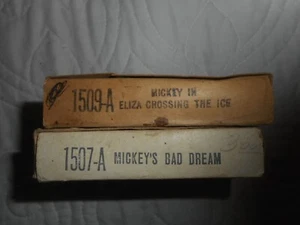 1509-A MICKEY IN
ELIZA CROSSING THE ICE
1507-A MICKEY'S BAD DREAM